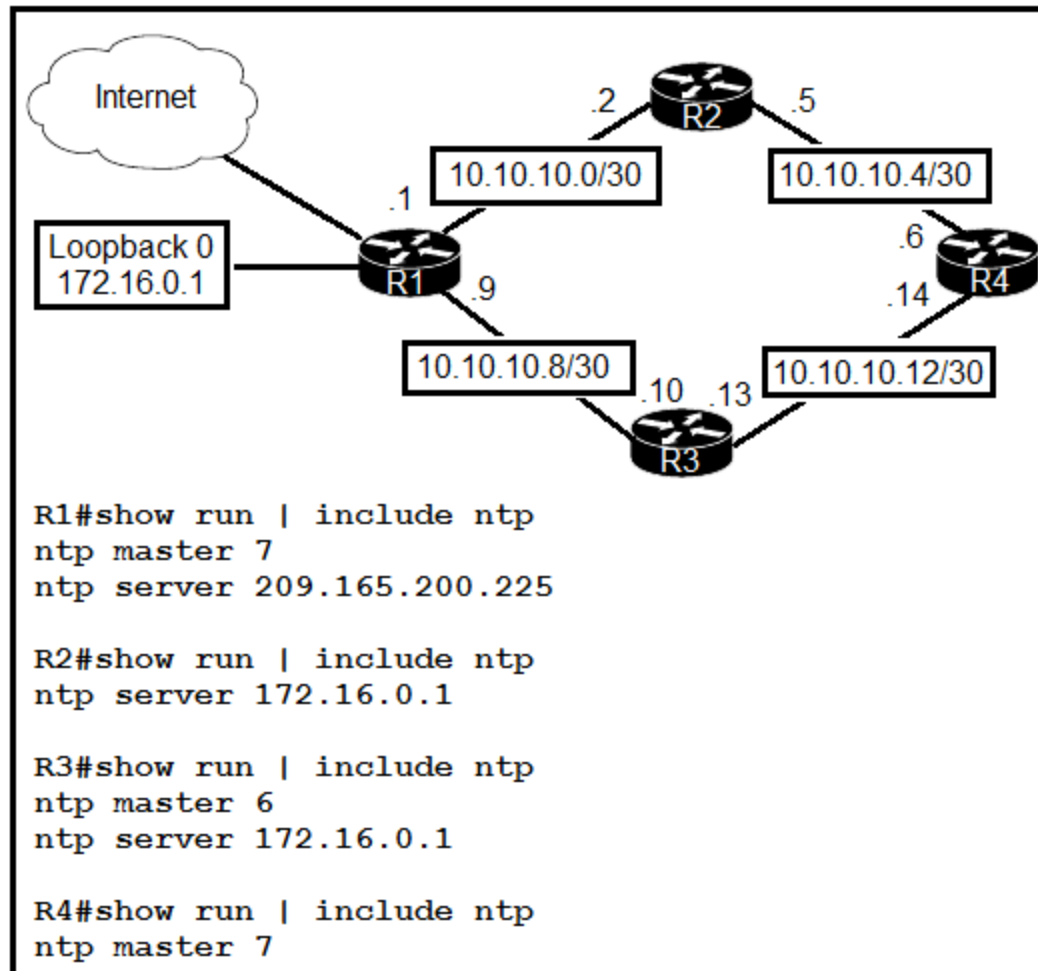 Internet
.2
R2
.5
10.10.10.0/30
10.10.10.4/30
.1
Loopback 0
172.16.0.1
R1
.9
.6
R4
.14
10.10.10.8/30
10.10.10.12/30
.10
.13
R3
R1#show run | include ntp
ntp master 7
ntp server 209.165.200.225
R2#show run | include ntp
ntp server 172.16.0.1
R3#show run | include ntp
ntp master 6
ntp server 172.16.0.1
R4#show run | include ntp
ntp master 7